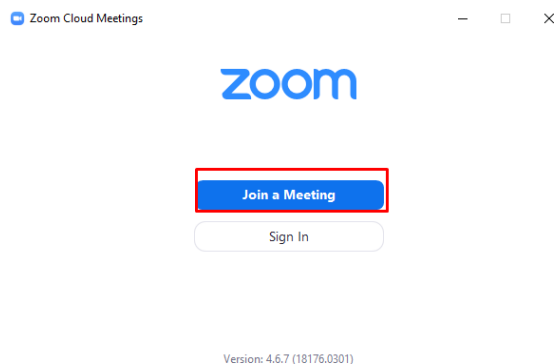 Zoom Cloud Meetings
zoom
Join a Meeting
Sign In
Version: 4.6.7 (18176.0301)